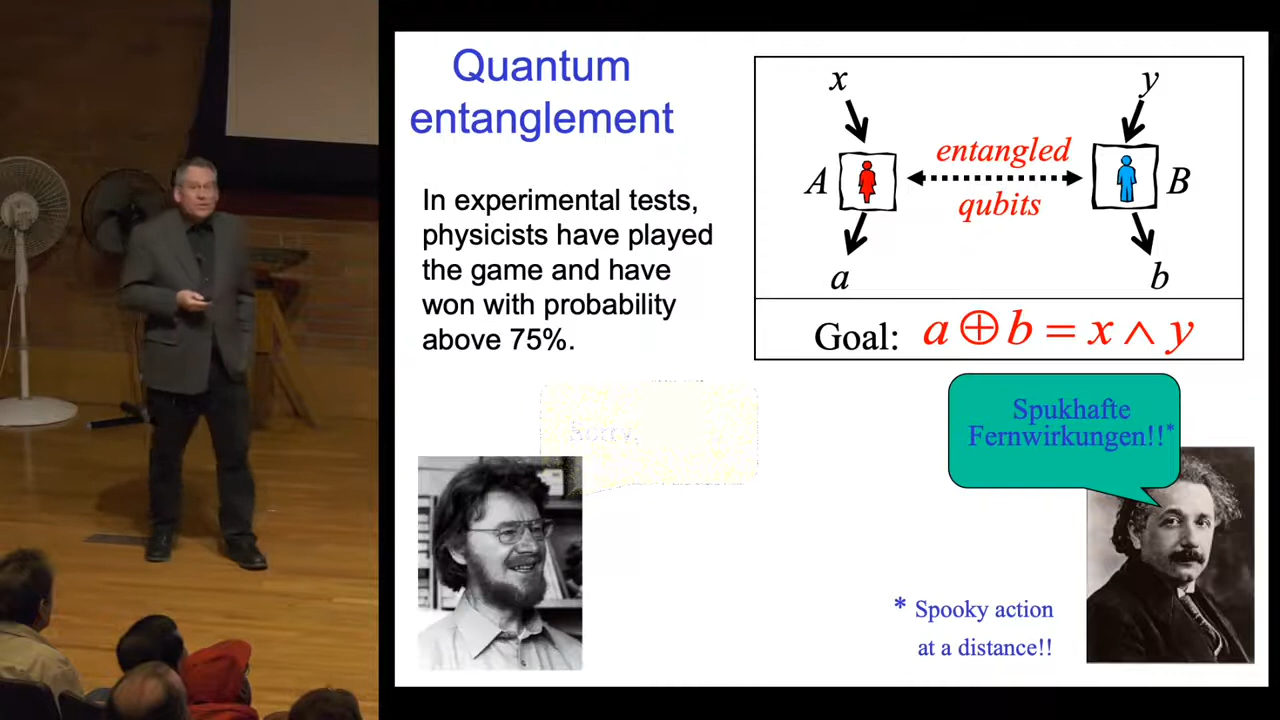 Quantum
entanglement
In experimental tests,
physicists have played
the game and have
won with probability
above 75%.
x
y
A
entangled
qubits
B
a
b
Goal: a ⊕ b = x ∧ y
Spukhafte
Fernwirkungen!!*
Sorry,
* Spooky action
at a distance!!